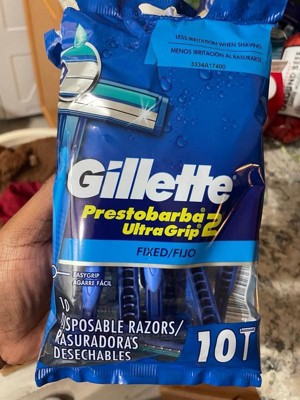 LESS IRRITATION WHEN SHAVING
MENOS IRRITACIÓN AL RASURARSE
Gillette
Prestobarba 2
UltraGrip
FIXED/FIJO
EASYGRIP
AGARRE FÁCIL
10
DISPOSABLE RAZORS/
RASURADORAS
DESECHABLES
10